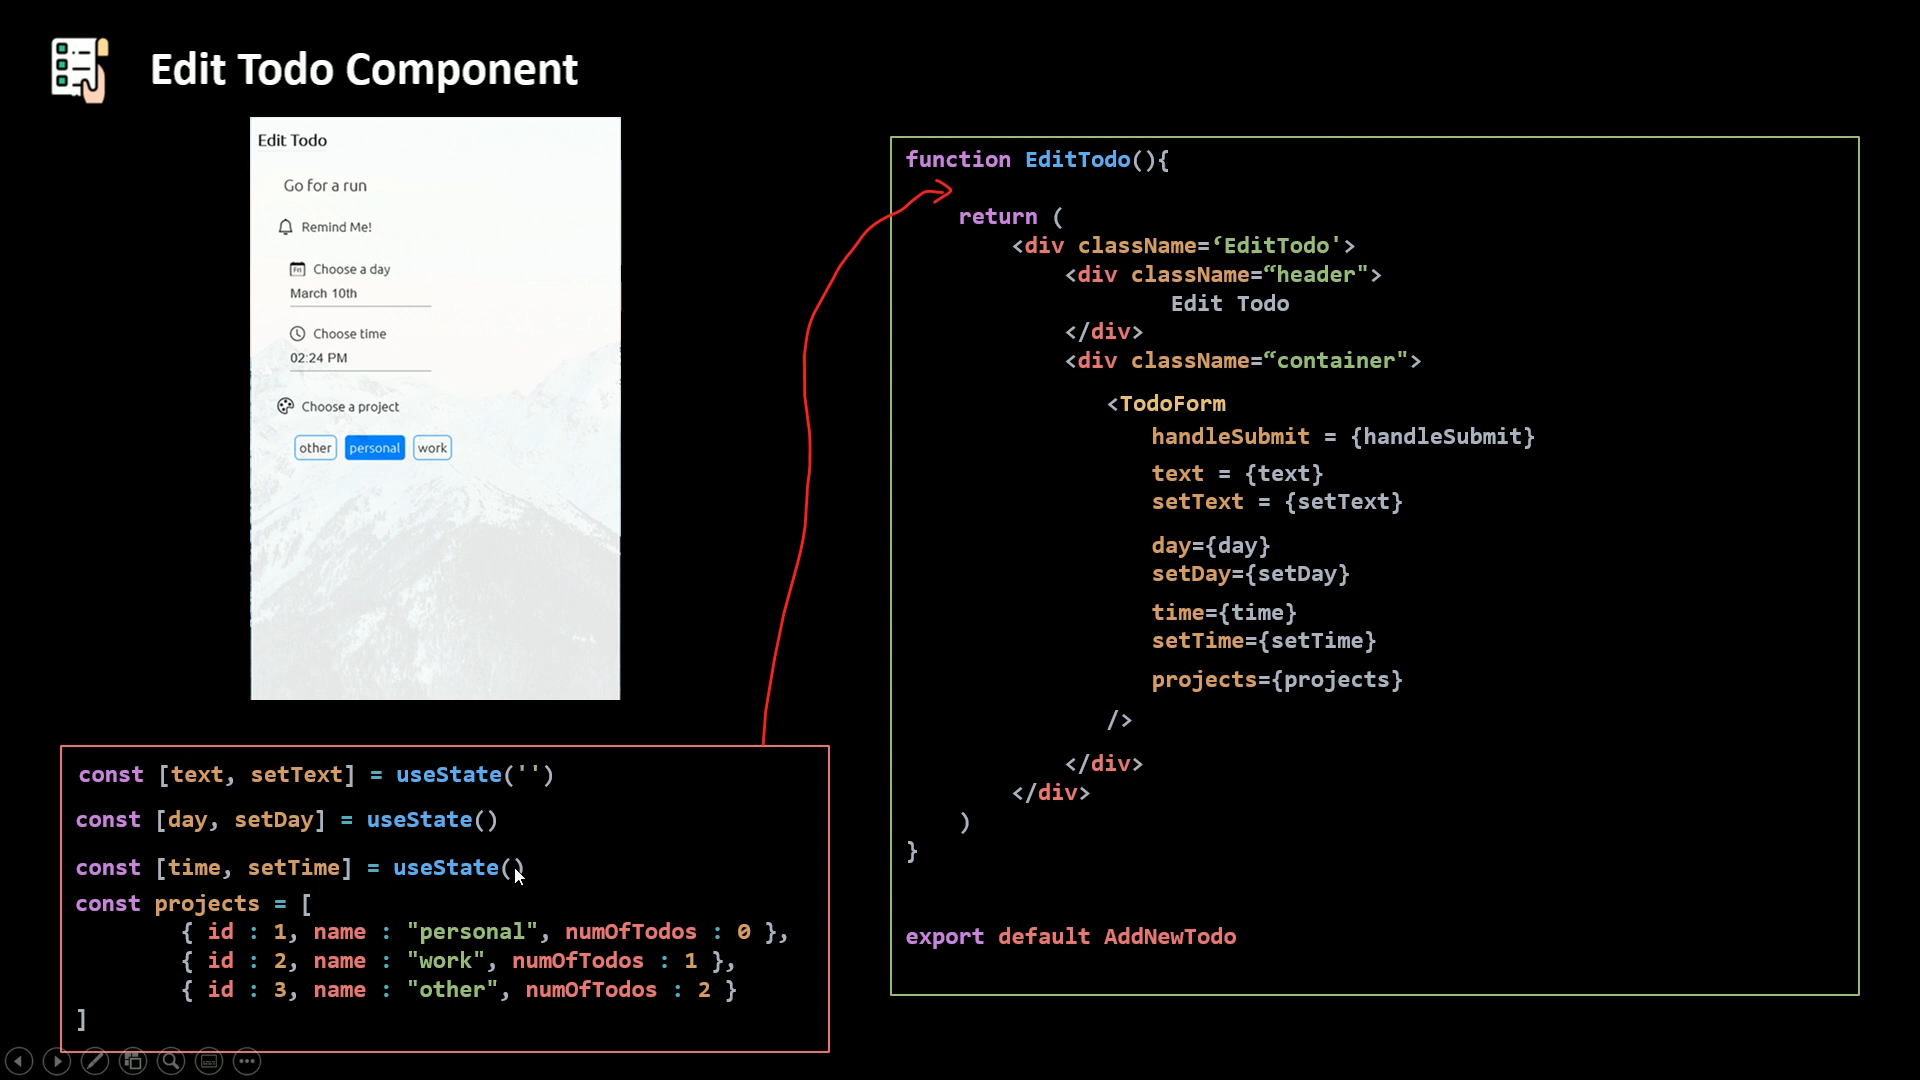 Edit Todo Component
Edit Todo
Go for a run
Remind Me!
Fri
Choose a day
March 10th
Choose time
02:24 PM
Choose a project
other personal work
const [text, setText] = useState('')
const [day, setDay] = useState()
const [time, setTime] = useState()
const projects = [
{ id : 1, name : "personal", numOfTodos : 0 },
{ id : 2, name : "work", numOfTodos : 1 },
{ id : 3, name : "other", numOfTodos : 2 }
]
function EditTodo(){
return (
<div className=‘EditTodo'>
<div className=“header">
Edit Todo
</div>
<div className=“container">
<TodoForm
handleSubmit = {handleSubmit}
text = {text}
setText = {setText}
day={day}
setDay={setDay}
time={time}
setTime={setTime}
projects={projects}
/>
</div>
</div>
)
}
export default AddNewTodo